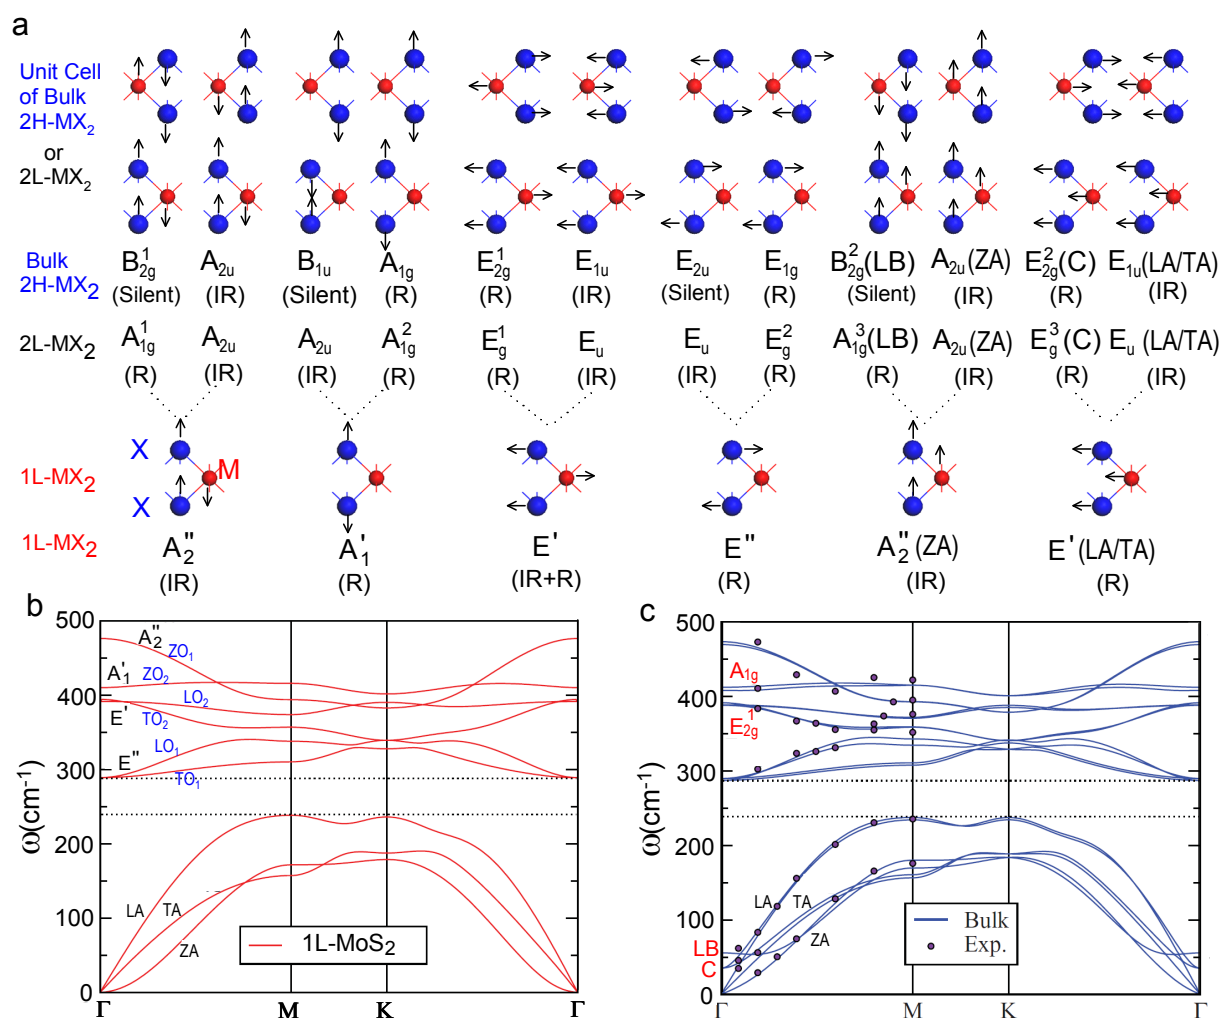 a
Unit Cell
of Bulk
2H-MX₂
or
2L-MX₂
Bulk
2H-MX₂
B¹₂g A₂u B₁u A₁g E¹₂g E₁u E₂u E₁g B²₂g(LB) A₂u(ZA) E²₂g(C) E₁u(LA/TA)
(Silent) (IR) (Silent) (R) (R) (IR) (Silent) (R) (Silent) (IR) (R) (IR)
2L-MX₂ A¹₁g A₂u A₂u A²₁g E¹g Eu Eu E²g A³₁g(LB) A₂u(ZA) E³g(C) Eu (LA/TA)
(R) (IR) (IR) (R) (R) (IR) (IR) (R) (R) (IR) (R) (IR)
X
M
1L-MX₂
X
1L-MX₂ A₂'' A₁' E' E'' A₂''(ZA) E' (LA/TA)
(IR) (R) (IR+R) (R) (IR) (R)
b
500
400
300
200
100
0
ω(cm⁻¹)
A₂''
ZO₁
A₁'
ZO₂
LO₂
E'
TO₂
LO₁
E''
TO₁
LA
TA
ZA
1L-MoS₂
Γ M K Γ
c
500
400
300
200
100
0
ω(cm⁻¹)
A₁g
E¹₂g
LA
TA
ZA
LB
C
Bulk
Exp.
Γ M K Γ